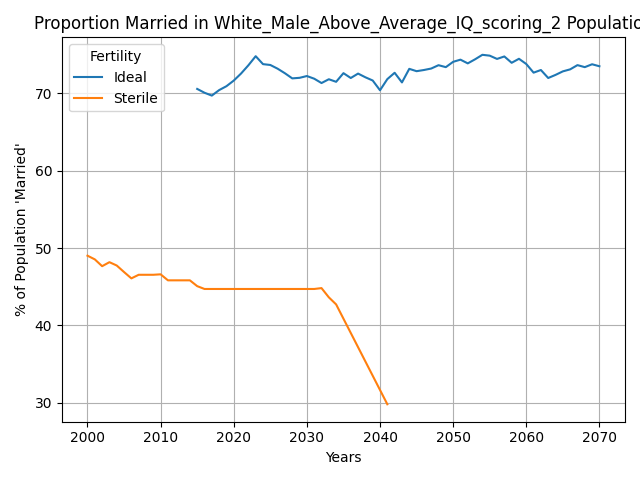 Proportion Married in White_Male_Above_Average_IQ_scoring_2 Populatio
Fertility
Ideal
Sterile
% of Population 'Married'
70
60
50
40
30
2000 2010 2020 2030 2040 2050 2060 2070
Years